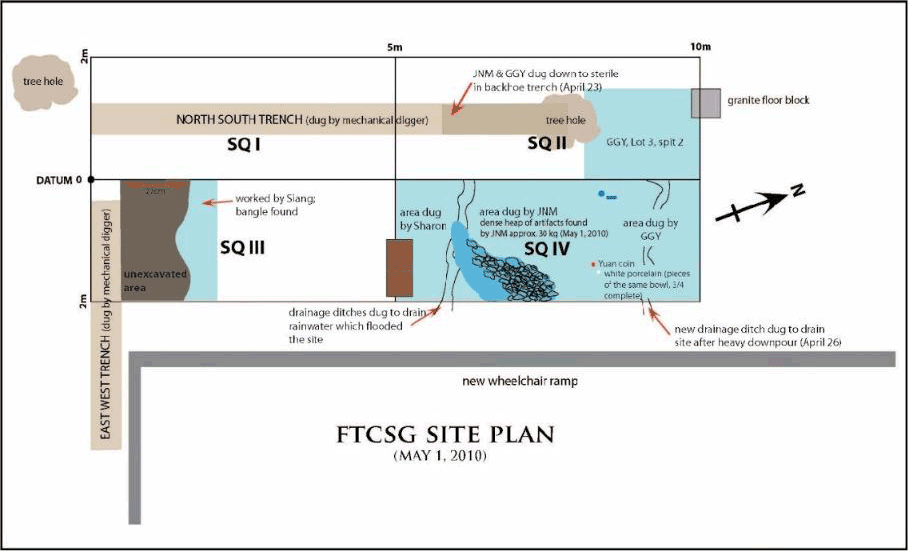 2m
5m
10m
tree hole
JNM & GGY dug down to sterile
in backhoe trench (April 23)
granite floor block
NORTH SOUTH TRENCH (dug by mechanical digger)
tree hole
SQ I
SQ II
GGY, Lot 3, spit 2
DATUM 0
22cm
worked by Siang;
bangle found
area dug
by Sharon
area dug by JNM
dense heap of artifacts found
by JNM approx. 30 kg (May 1, 2010)
area dug by
GGY
N
SQ III
SQ IV
unexcavated
area
Yuan coin
white porcelain (pieces
of the same bowl, 3/4
complete)
2m
drainage ditches dug to drain
rainwater which flooded
the site
new drainage ditch dug to drain
site after heavy downpour (April 26)
EAST WEST TRENCH (dug by mechanical digger)
new wheelchair ramp
FTCSG SITE PLAN
(MAY 1, 2010)